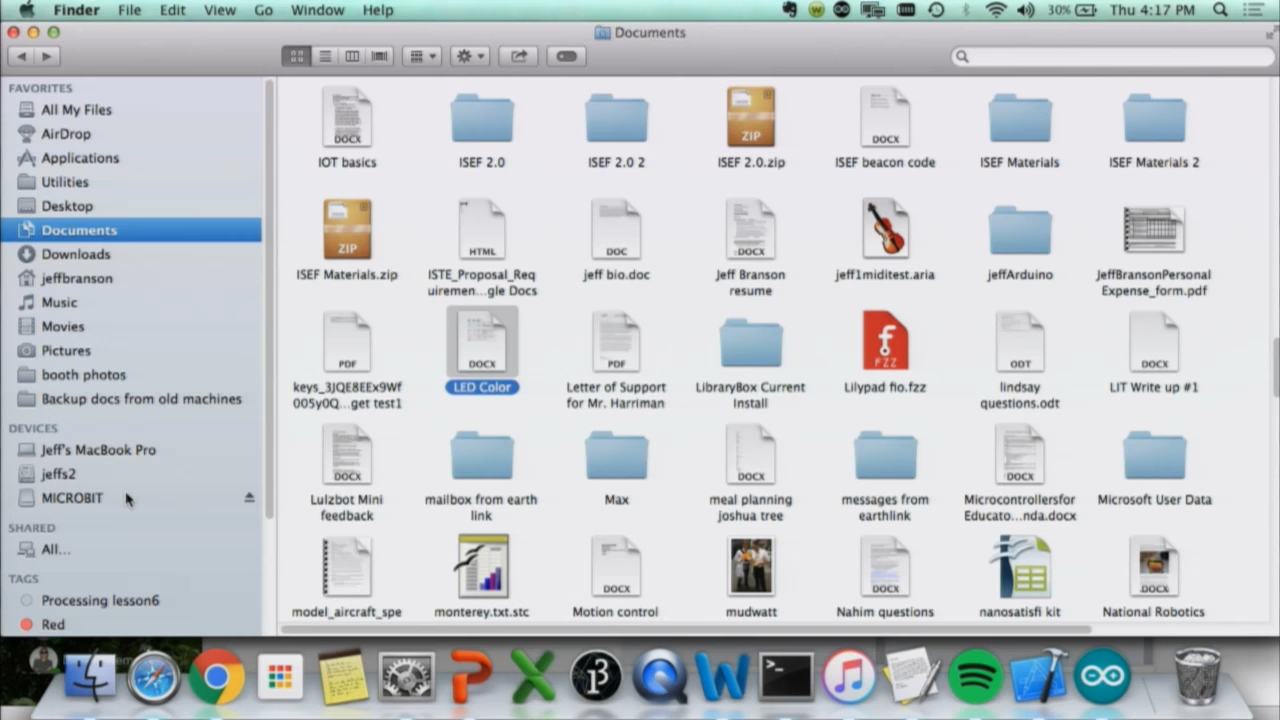 Finder File Edit View Go Window Help
30% Thu 4:17 PM
Documents
FAVORITES
All My Files
AirDrop
Applications
Utilities
Desktop
Documents
Downloads
jeffbranson
Music
Movies
Pictures
booth photos
Backup docs from old machines
DEVICES
Jeff's MacBook Pro
jeffs2
MICROBIT
SHARED
All...
TAGS
Processing lesson6
Red
DOCX
ZIP
DOCX
IOT basics
ISEF 2.0
ISEF 2.0 2
ISEF 2.0.zip
ISEF beacon code
ISEF Materials
ISEF Materials 2
ZIP
HTML
DOC
DOCX
ISEF Materials.zip
ISTE_Proposal_Req
uiremen...gle Docs
jeff bio.doc
Jeff Branson
resume
jeff1miditest.aria
jeffArduino
JeffBransonPersonal
Expense_form.pdf
PDF
DOCX
PDF
FZZ
ODT
DOCX
keys_3JQE8EEx9Wf
005y0Q...get test1
LED Color
Letter of Support
for Mr. Harriman
LibraryBox Current
Install
Lilypad fio.fzz
lindsay
questions.odt
LIT Write up #1
DOCX
DOCX
DOCX
Lulzbot Mini
feedback
mailbox from earth
link
Max
meal planning
joshua tree
messages from
earthlink
Microcontrollersfor
Educato...nda.docx
Microsoft User Data
DOCX
DOCX
DOCX
model_aircraft_spe
monterey.txt.stc
Motion control
mudwatt
Nahim questions
nanosatisfi kit
National Robotics